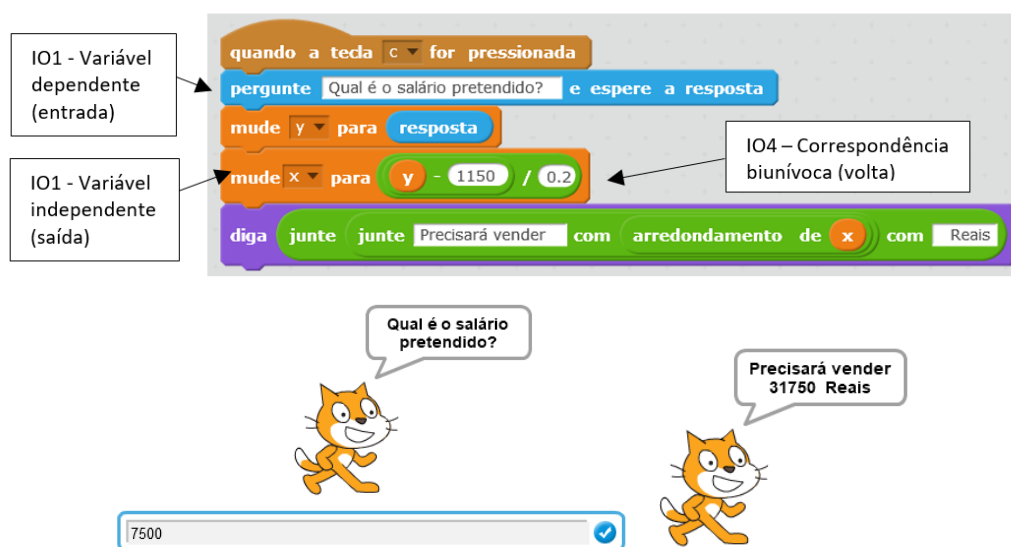 quando a tecla c for pressionada
IO1 - Variável
dependente
(entrada)
pergunte Qual é o salário pretendido? e espere a resposta
mude y para resposta
IO4 – Correspondência
biunívoca (volta)
mude x para y - 1150 / 0.2
IO1 - Variável
independente
(saída)
diga junte junte Precisará vender com arredondamento de x com Reais
Qual é o salário
pretendido?
Precisará vender
31750 Reais
7500